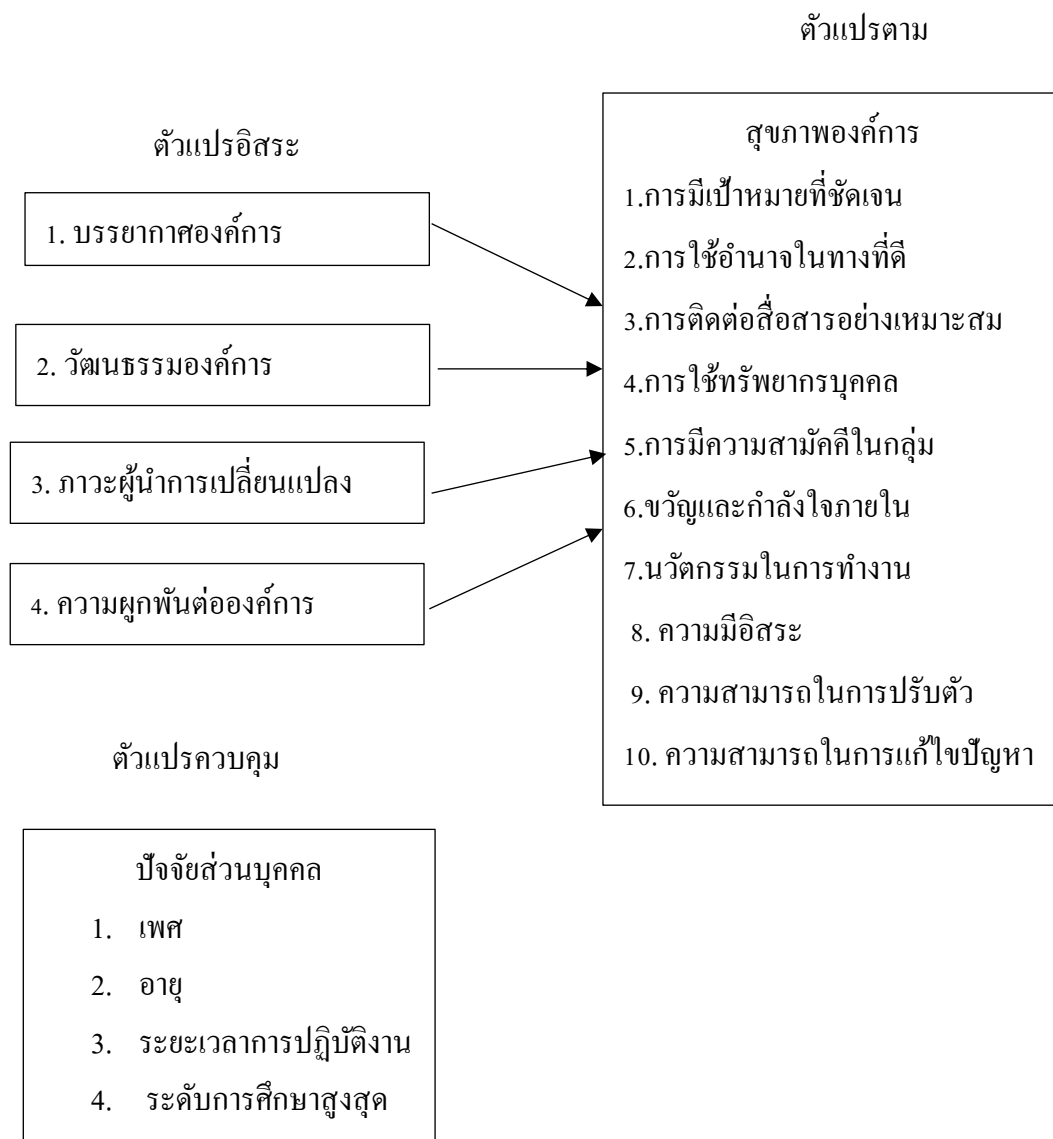 ตัวแปรตาม
ตัวแปรอิสระ
1. บรรยากาศองค์การ
2. วัฒนธรรมองค์การ
3. ภาวะผู้นำการเปลี่ยนแปลง
4. ความผูกพันต่อองค์การ
สุขภาพองค์การ
1.การมีเป้าหมายที่ชัดเจน
2.การใช้อำนาจในทางที่ดี
3.การติดต่อสื่อสารอย่างเหมาะสม
4.การใช้ทรัพยากรบุคคล
5.การมีความสามัคคีในกลุ่ม
6.ขวัญและกำลังใจภายใน
7.นวัตกรรมในการทำงาน
8. ความมีอิสระ
9. ความสามารถในการปรับตัว
10. ความสามารถในการแก้ไขปัญหา
ตัวแปรควบคุม
ปัจจัยส่วนบุคคล
1. เพศ
2. อายุ
3. ระยะเวลาการปฏิบัติงาน
4. ระดับการศึกษาสูงสุด